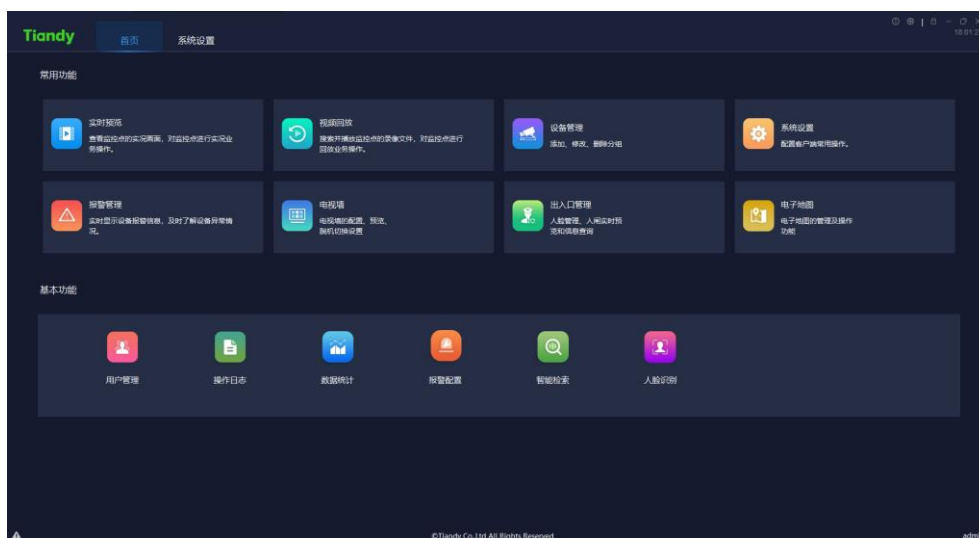 Tiandy
首页
系统设置
18:01:2
常用功能
实时预览
查看监控点的实况画面，对监控点进行实况业
务操作。
视频回放
搜索并播放监控点的录像文件，对监控点进行
回放业务操作。
设备管理
添加、修改、删除分组
系统设置
配置客户端常用操作。
报警管理
实时显示设备报警信息，及时了解设备异常情
况。
电视墙
电视墙的配置、预览、
随机切换设置
出入口管理
人脸管理、人闸实时预
览和信息查询
电子地图
电子地图的管理及操作
功能
基本功能
用户管理
操作日志
数据统计
报警配置
智能检索
人脸识别
©Tiandy Co.,Ltd All Rights Reserved
adm